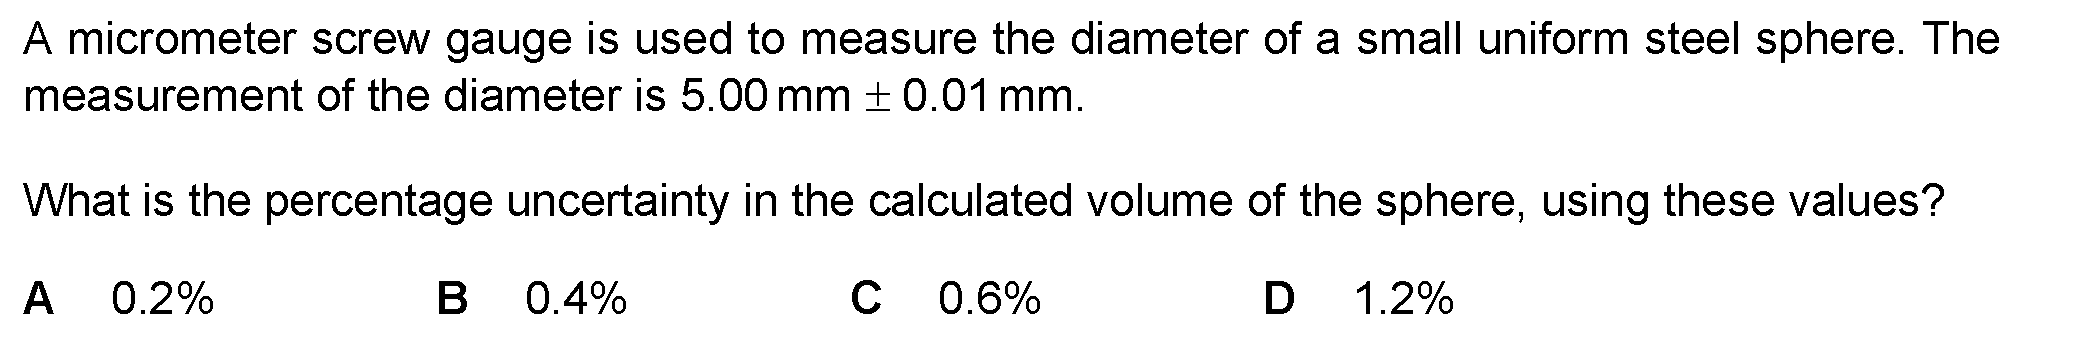 A micrometer screw gauge is used to measure the diameter of a small uniform steel sphere. The
measurement of the diameter is 5.00 mm ± 0.01 mm.
What is the percentage uncertainty in the calculated volume of the sphere, using these values?
A 0.2% B 0.4% C 0.6% D 1.2%